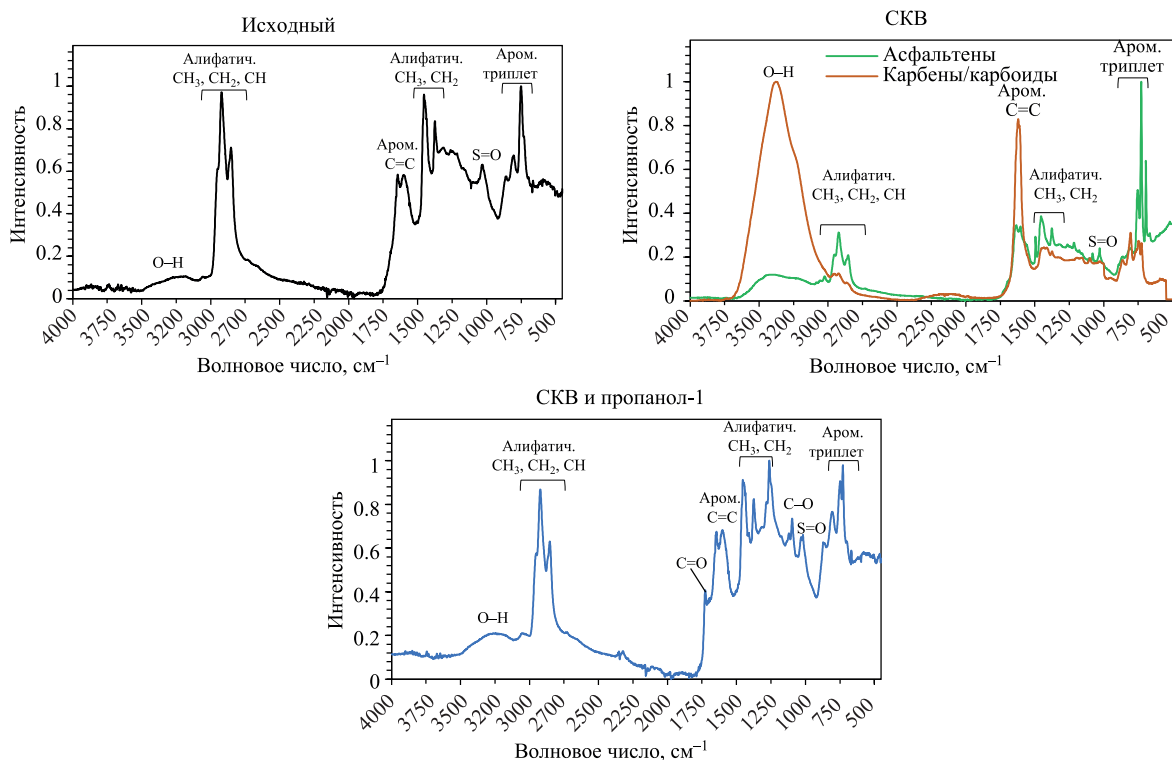 Исходный
Интенсивность
1
0.8
0.6
0.4
0.2
0
Алифатич.
CH₃, CH₂, CH
Алифатич.
CH₃, CH₂
Аром.
триплет
Аром.
C=C
S=O
O–H
4000
3750
3500
3250
3200
3000
2700
2500
2250
2000
1750
1500
1250
1000
750
500
Волновое число, см⁻¹
СКВ
Интенсивность
1
0.8
0.6
0.4
0.2
0
Асфальтены
Карбены/карбоиды
O–H
Аром.
триплет
Аром.
C=C
Алифатич.
CH₃, CH₂, CH
Алифатич.
CH₃, CH₂
S=O
4000
3750
3500
3250
3000
2750
2500
2250
2000
1750
1500
1250
1000
750
500
Волновое число, см⁻¹
СКВ и пропанол-1
Интенсивность
1
0.8
0.6
0.4
0.2
0
Алифатич.
CH₃, CH₂, CH
Алифатич.
CH₃, CH₂
Аром.
триплет
Аром.
C=C
C–O
S=O
C=O
O–H
4000
3750
3500
3250
3000
2750
2500
2250
2000
1750
1500
1250
1000
750
500
Волновое число, см⁻¹